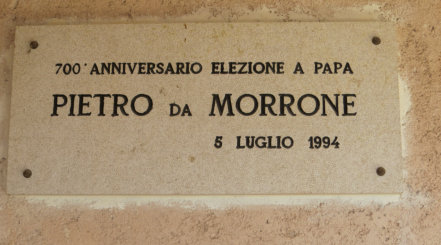 700° ANNIVERSARIO ELEZIONE A PAPA
PIETRO DA MORRONE
5 LUGLIO 1994